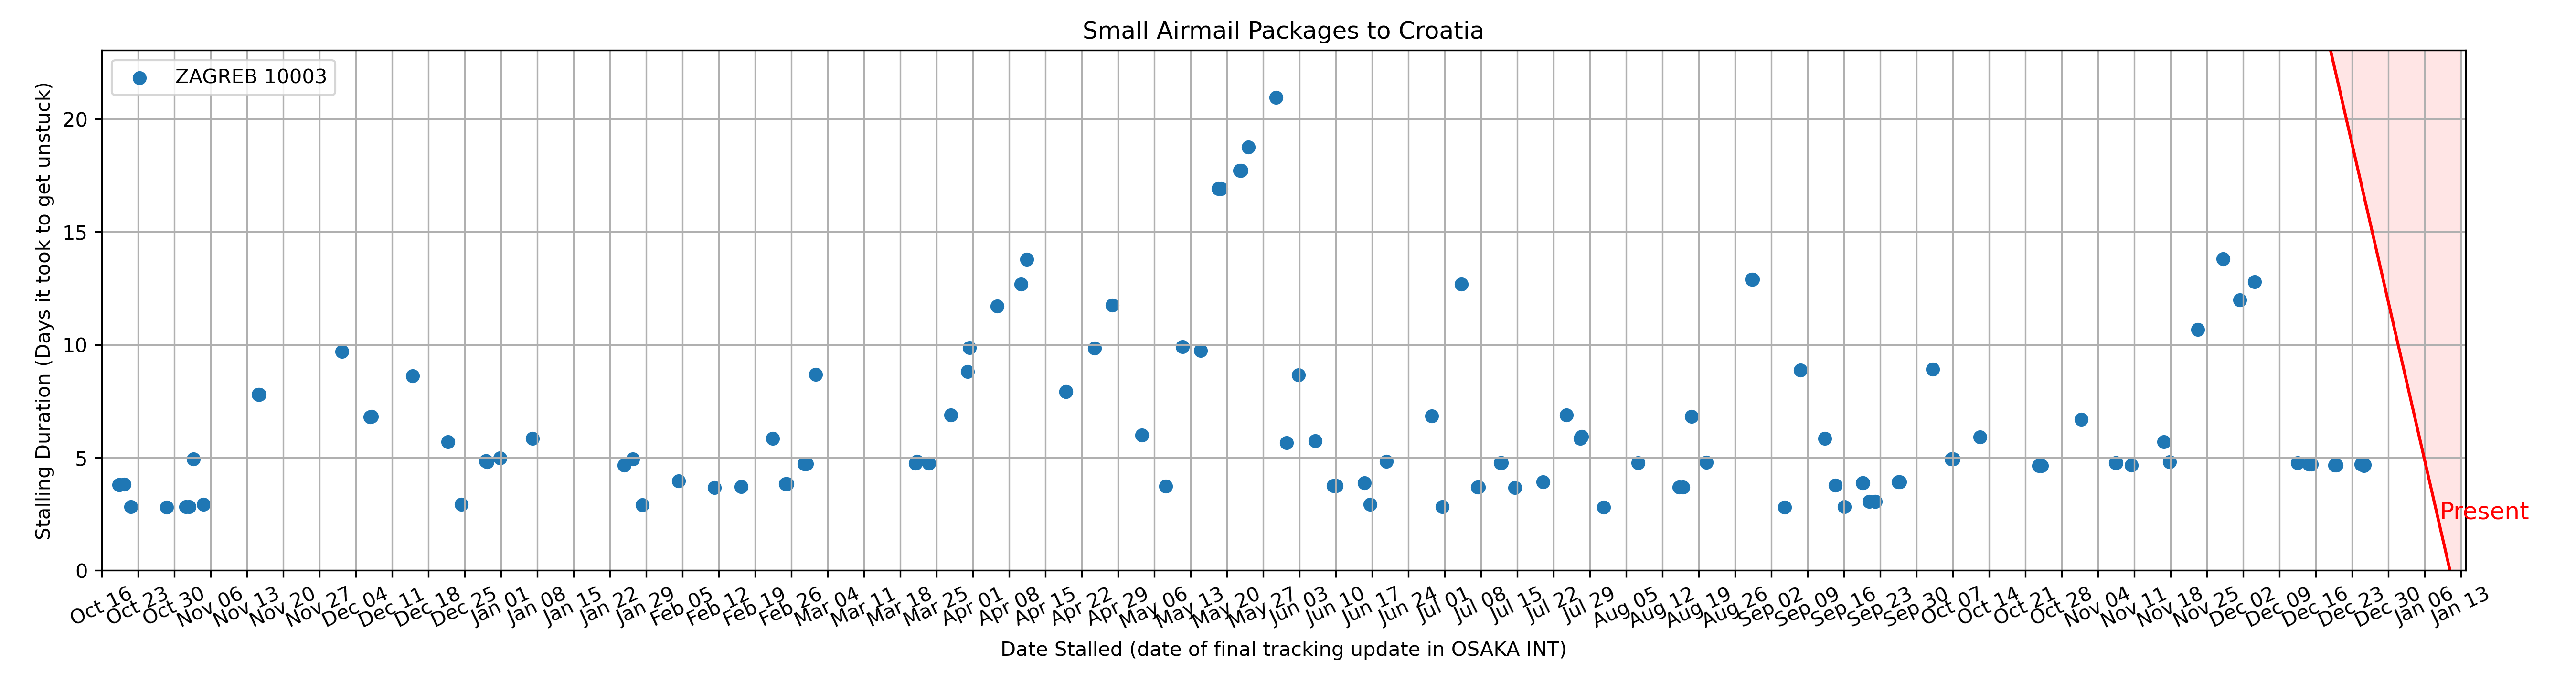 Small Airmail Packages to Croatia
ZAGREB 10003
Stalling Duration (Days it took to get unstuck)
20
15
10
5
0
Present
Oct 16 Oct 23 Oct 30 Nov 06 Nov 13 Nov 20 Nov 27 Dec 04 Dec 11 Dec 18 Dec 25 Jan 01 Jan 08 Jan 15 Jan 22 Jan 29 Feb 05 Feb 12 Feb 19 Feb 26 Mar 04 Mar 11 Mar 18 Mar 25 Apr 01 Apr 08 Apr 15 Apr 22 Apr 29 May 06 May 13 May 20 May 27 Jun 03 Jun 10 Jun 17 Jun 24 Jul 01 Jul 08 Jul 15 Jul 22 Jul 29 Aug 05 Aug 12 Aug 19 Aug 26 Sep 02 Sep 09 Sep 16 Sep 23 Sep 30 Oct 07 Oct 14 Oct 21 Oct 28 Nov 04 Nov 11 Nov 18 Nov 25 Dec 02 Dec 09 Dec 16 Dec 23 Dec 30 Jan 06 Jan 13
Date Stalled (date of final tracking update in OSAKA INT)